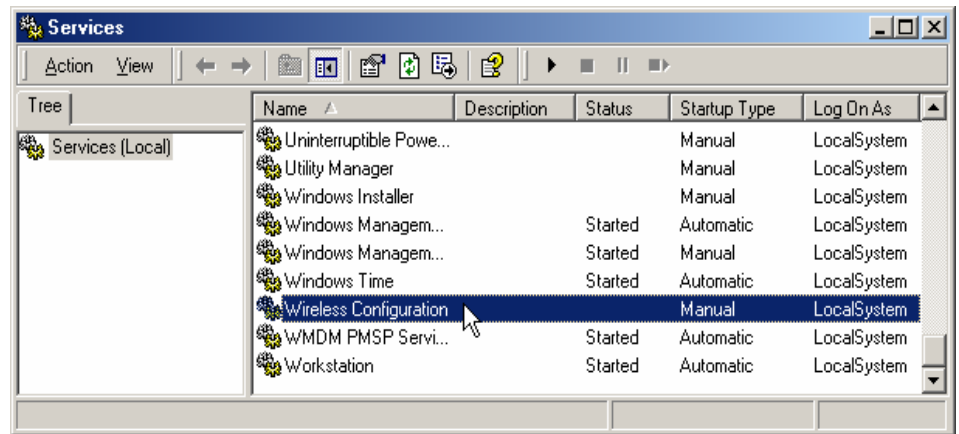 Services
Action View
Tree
Name Description Status Startup Type Log On As
Services (Local)
Uninterruptible Powe... Manual LocalSystem
Utility Manager Manual LocalSystem
Windows Installer Manual LocalSystem
Windows Managem... Started Automatic LocalSystem
Windows Managem... Started Manual LocalSystem
Windows Time Started Automatic LocalSystem
Wireless Configuration Manual LocalSystem
WMDM PMSP Servi... Started Automatic LocalSystem
Workstation Started Automatic LocalSystem